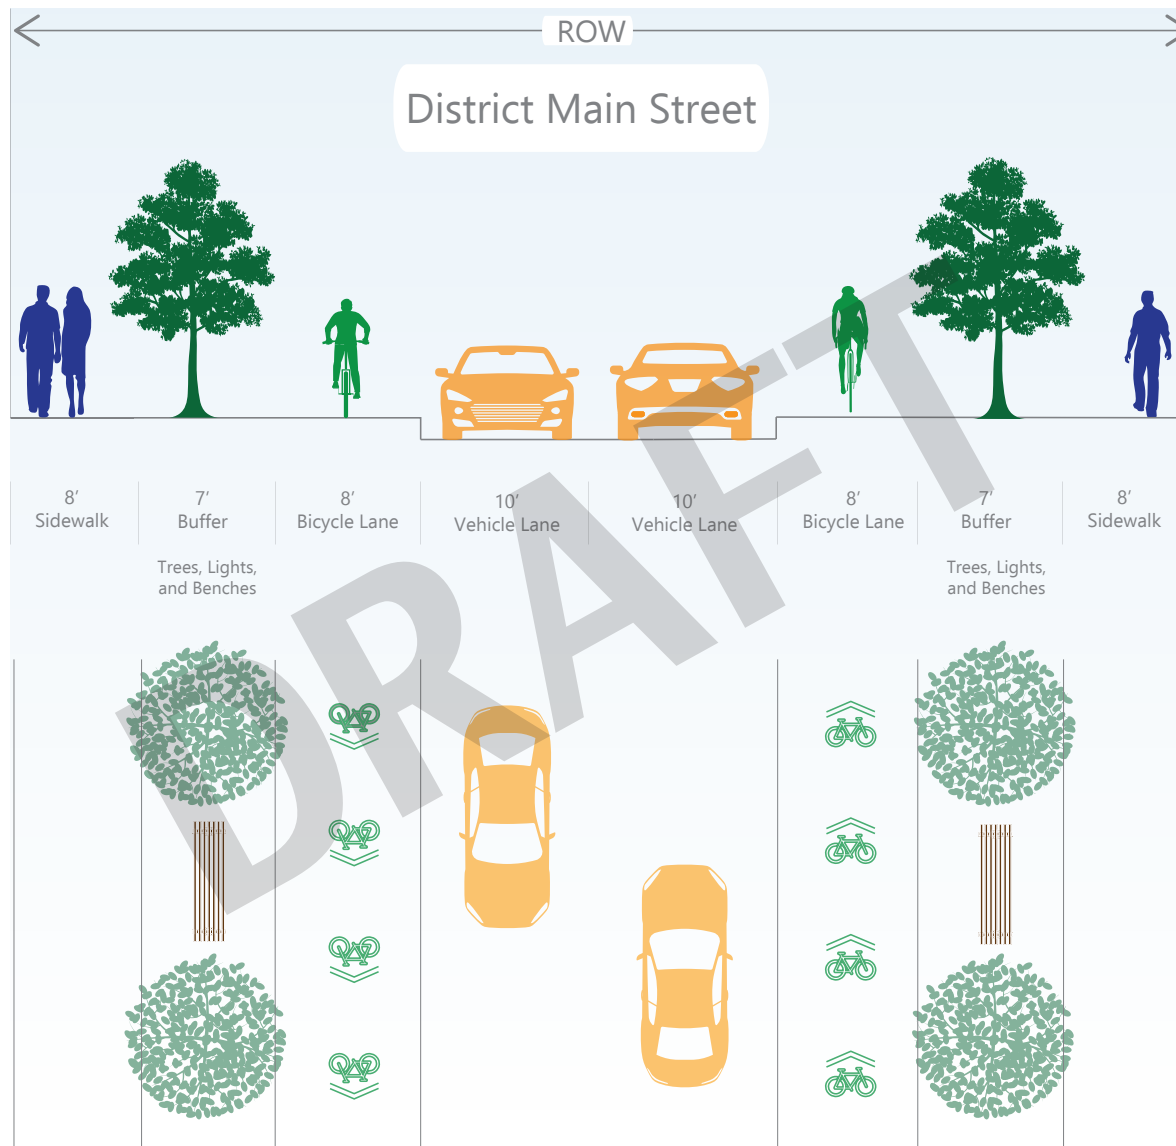 ROW
District Main Street
8′
Sidewalk
7′
Buffer
Trees, Lights,
and Benches
8′
Bicycle Lane
10′
Vehicle Lane
10′
Vehicle Lane
8′
Bicycle Lane
7′
Buffer
Trees, Lights,
and Benches
8′
Sidewalk
DRAFT